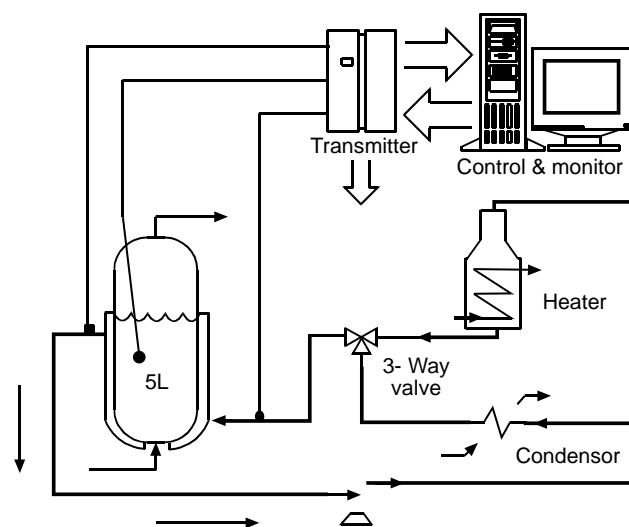 Transmitter
Control & monitor
Heater
3- Way
valve
5L
Condensor